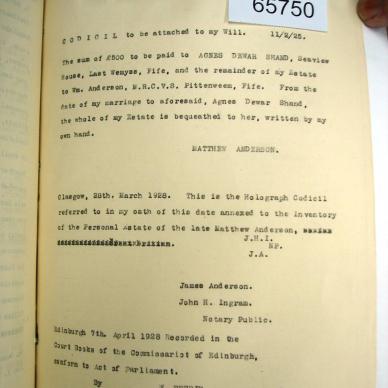 65750
CODICIL to be attached to my Will. 11/2/25.
The sum of £500 to be paid to AGNES DEWAR SHAND, Seaview
House, East Wemyss, Fife, and the remainder of my Estate
to Wm. Anderson, M.R.C.V.S. Pittenweem, Fife. From the
date of my marriage to aforesaid, Agnes Dewar Shand,
the whole of my Estate is bequeathed to her, written by my
own hand.
MATTHEW ANDERSON.
Glasgow, 28th. March 1928. This is the Holograph Codicil
referred to in my oath of this date annexed to the Inventory
of the Personal Estate of the late Matthew Anderson,
J.H.I.
NP.
J.A.
James Anderson.
John H. Ingram.
Notary Public.
Edinburgh 7th. April 1928 Recorded in the
Court Books of the Commissariot of Edinburgh,
conform to Act of Parliament.
By